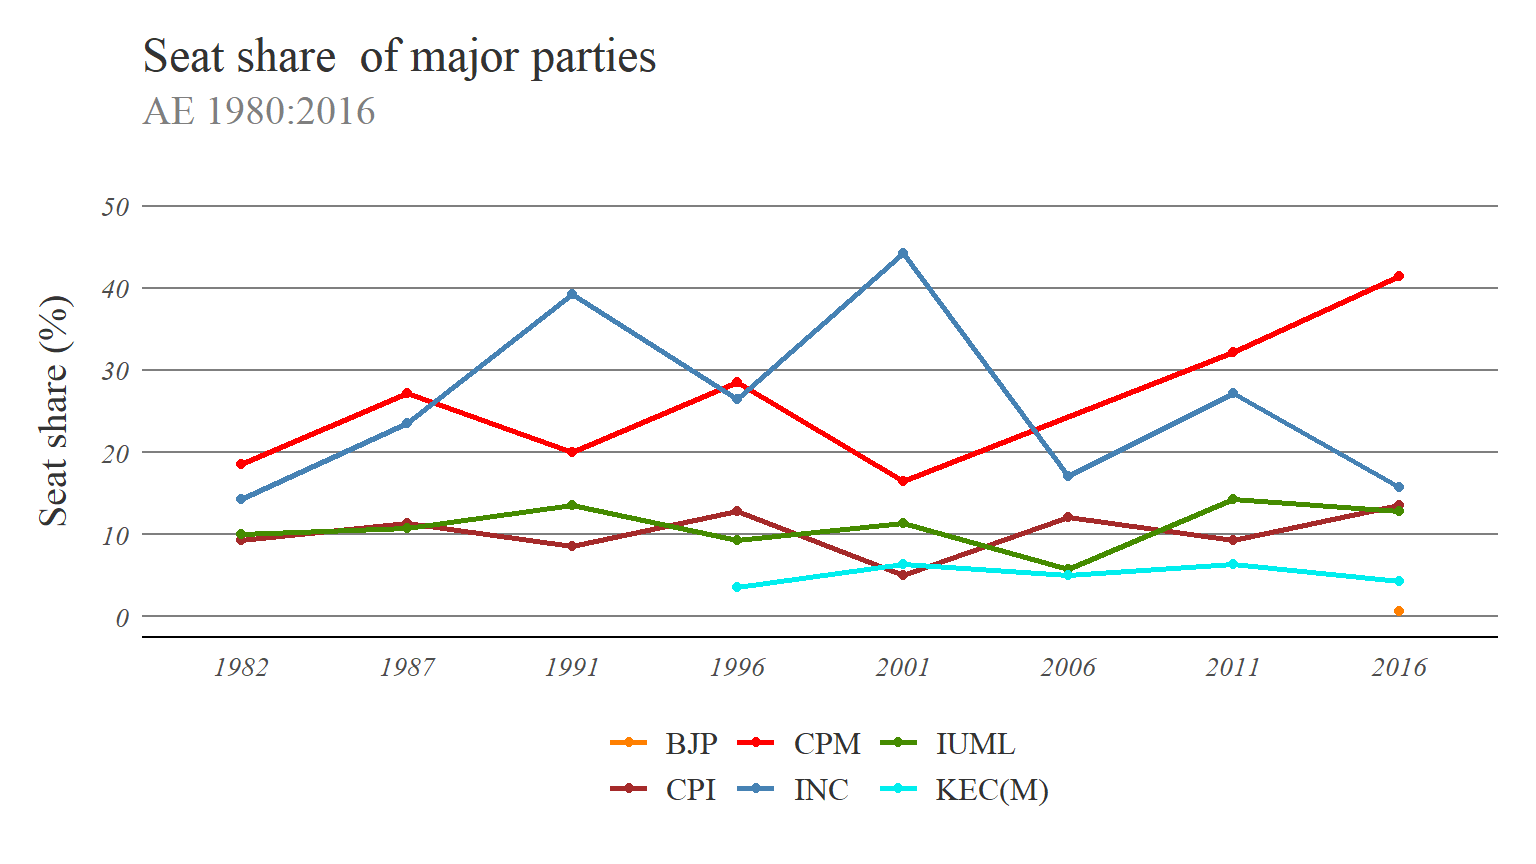 Seat share  of major parties
AE 1980:2016
Seat share (%)
50
40
30
20
10
0
1982 1987 1991 1996 2001 2006 2011 2016
BJP CPM IUML
CPI INC KEC(M)